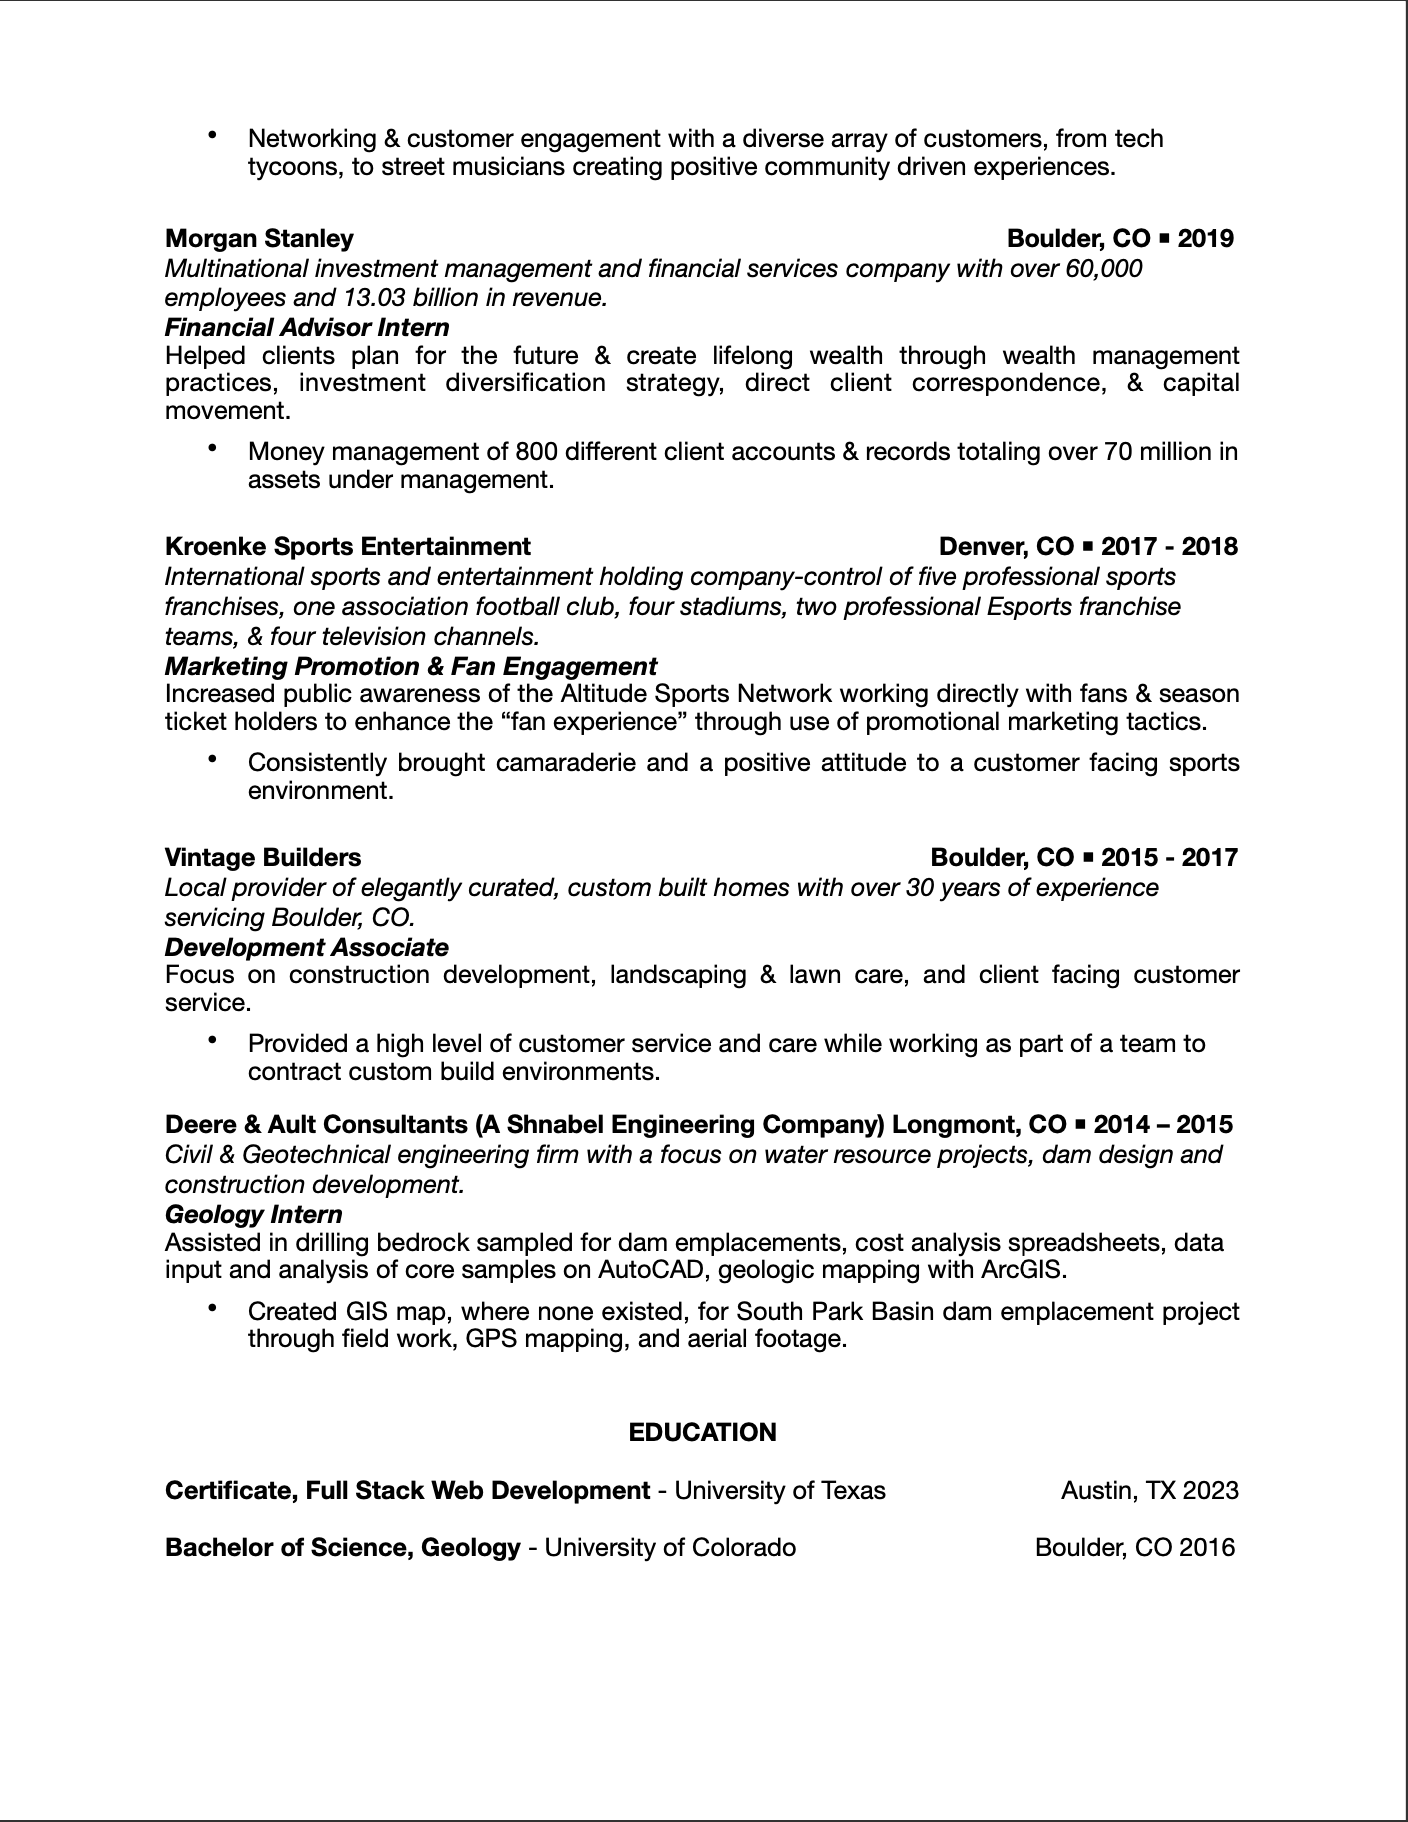 • Networking & customer engagement with a diverse array of customers, from tech
tycoons, to street musicians creating positive community driven experiences.
Morgan Stanley Boulder, CO ▪ 2019
Multinational investment management and financial services company with over 60,000
employees and 13.03 billion in revenue.
Financial Advisor Intern
Helped clients plan for the future & create lifelong wealth through wealth management
practices, investment diversification strategy, direct client correspondence, & capital
movement.
• Money management of 800 different client accounts & records totaling over 70 million in
assets under management.
Kroenke Sports Entertainment Denver, CO ▪ 2017 - 2018
International sports and entertainment holding company-control of five professional sports
franchises, one association football club, four stadiums, two professional Esports franchise
teams, & four television channels.
Marketing Promotion & Fan Engagement
Increased public awareness of the Altitude Sports Network working directly with fans & season
ticket holders to enhance the “fan experience” through use of promotional marketing tactics.
• Consistently brought camaraderie and a positive attitude to a customer facing sports
environment.
Vintage Builders Boulder, CO ▪ 2015 - 2017
Local provider of elegantly curated, custom built homes with over 30 years of experience
servicing Boulder, CO.
Development Associate
Focus on construction development, landscaping & lawn care, and client facing customer
service.
• Provided a high level of customer service and care while working as part of a team to
contract custom build environments.
Deere & Ault Consultants (A Shnabel Engineering Company) Longmont, CO ▪ 2014 – 2015
Civil & Geotechnical engineering firm with a focus on water resource projects, dam design and
construction development.
Geology Intern
Assisted in drilling bedrock sampled for dam emplacements, cost analysis spreadsheets, data
input and analysis of core samples on AutoCAD, geologic mapping with ArcGIS.
• Created GIS map, where none existed, for South Park Basin dam emplacement project
through field work, GPS mapping, and aerial footage.
EDUCATION
Certificate, Full Stack Web Development - University of Texas Austin, TX 2023
Bachelor of Science, Geology - University of Colorado Boulder, CO 2016